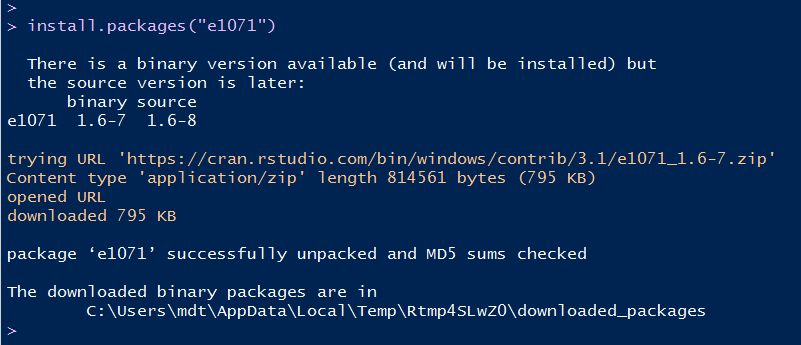 >
> install.packages("e1071")
There is a binary version available (and will be installed) but
the source version is later:
binary source
e1071 1.6-7 1.6-8
trying URL 'https://cran.rstudio.com/bin/windows/contrib/3.1/e1071_1.6-7.zip'
Content type 'application/zip' length 814561 bytes (795 KB)
opened URL
downloaded 795 KB
package ‘e1071’ successfully unpacked and MD5 sums checked
The downloaded binary packages are in
C:\Users\mdt\AppData\Local\Temp\Rtmp4SLwZ0\downloaded_packages
>